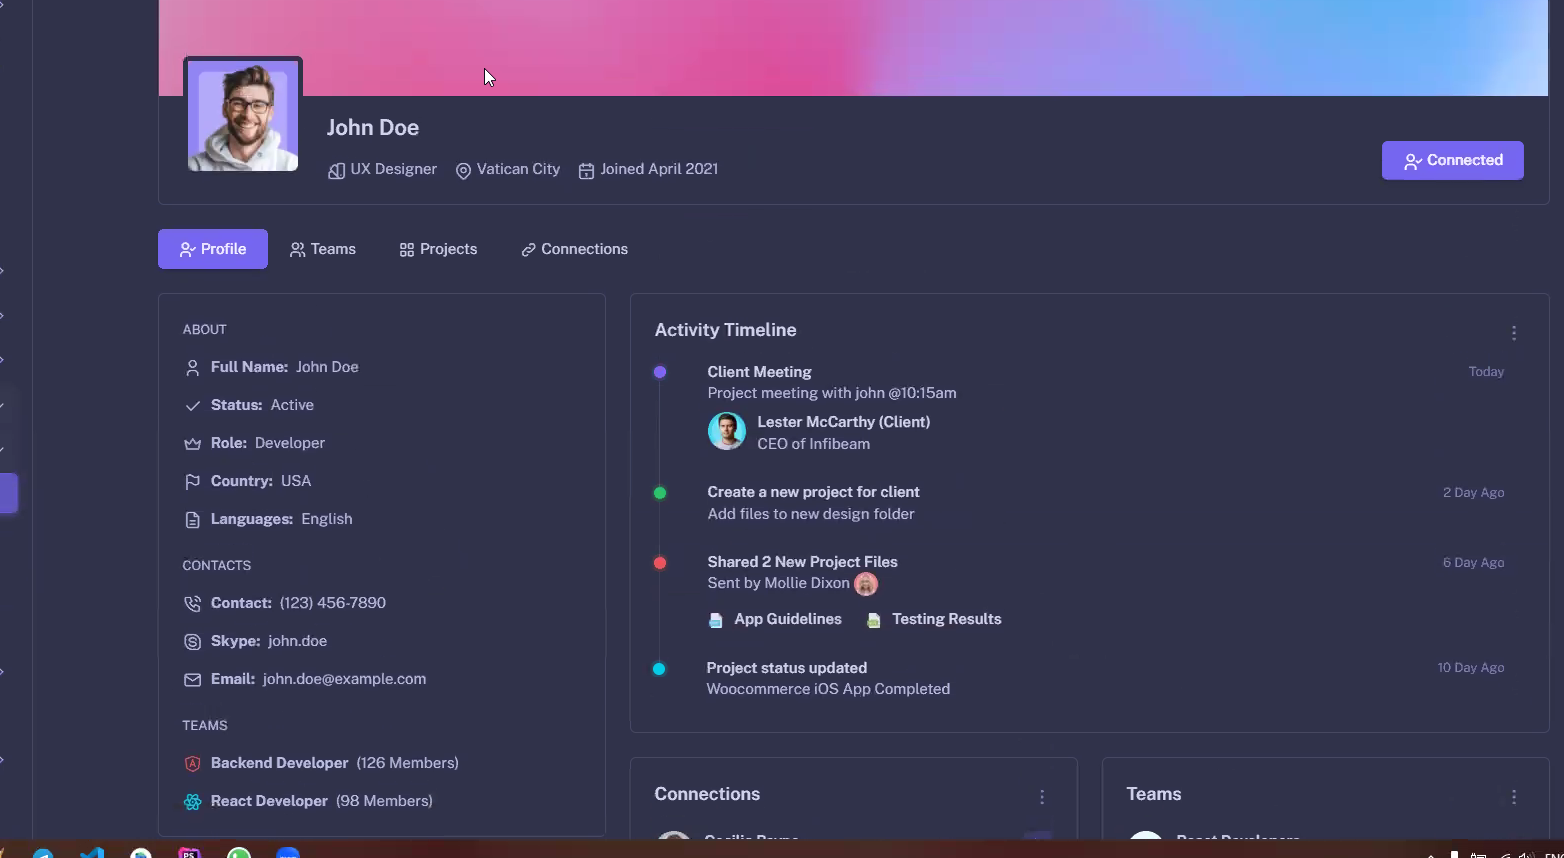 John Doe
UX Designer Vatican City Joined April 2021
Connected
Profile Teams Projects Connections
ABOUT
Full Name: John Doe
Status: Active
Role: Developer
Country: USA
Languages: English
CONTACTS
Contact: (123) 456-7890
Skype: john.doe
Email: john.doe@example.com
TEAMS
Backend Developer (126 Members)
React Developer (98 Members)
Activity Timeline
Client Meeting Today
Project meeting with john @10:15am
Lester McCarthy (Client)
CEO of Infibeam
Create a new project for client 2 Day Ago
Add files to new design folder
Shared 2 New Project Files 6 Day Ago
Sent by Mollie Dixon
App Guidelines Testing Results
Project status updated 10 Day Ago
Woocommerce iOS App Completed
Connections
Teams
PS